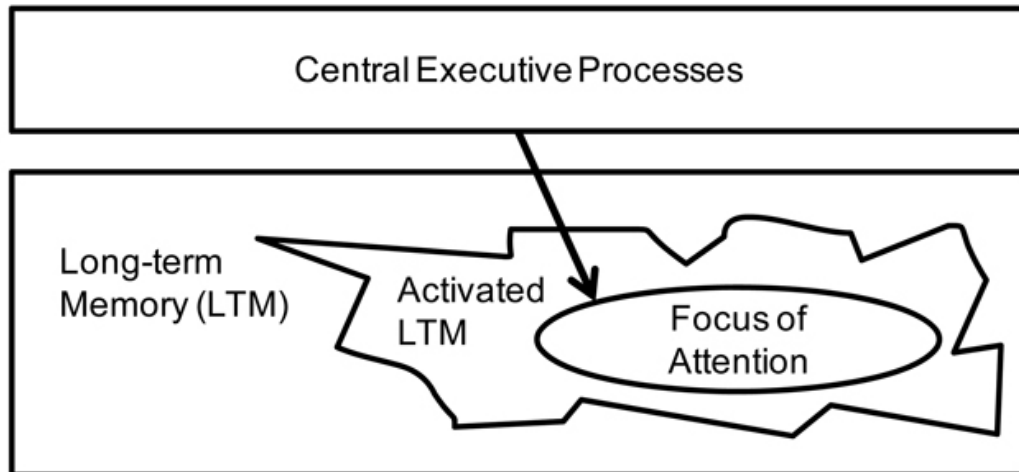 Central Executive Processes
Long-term
Memory (LTM)
Activated
LTM
Focus of
Attention